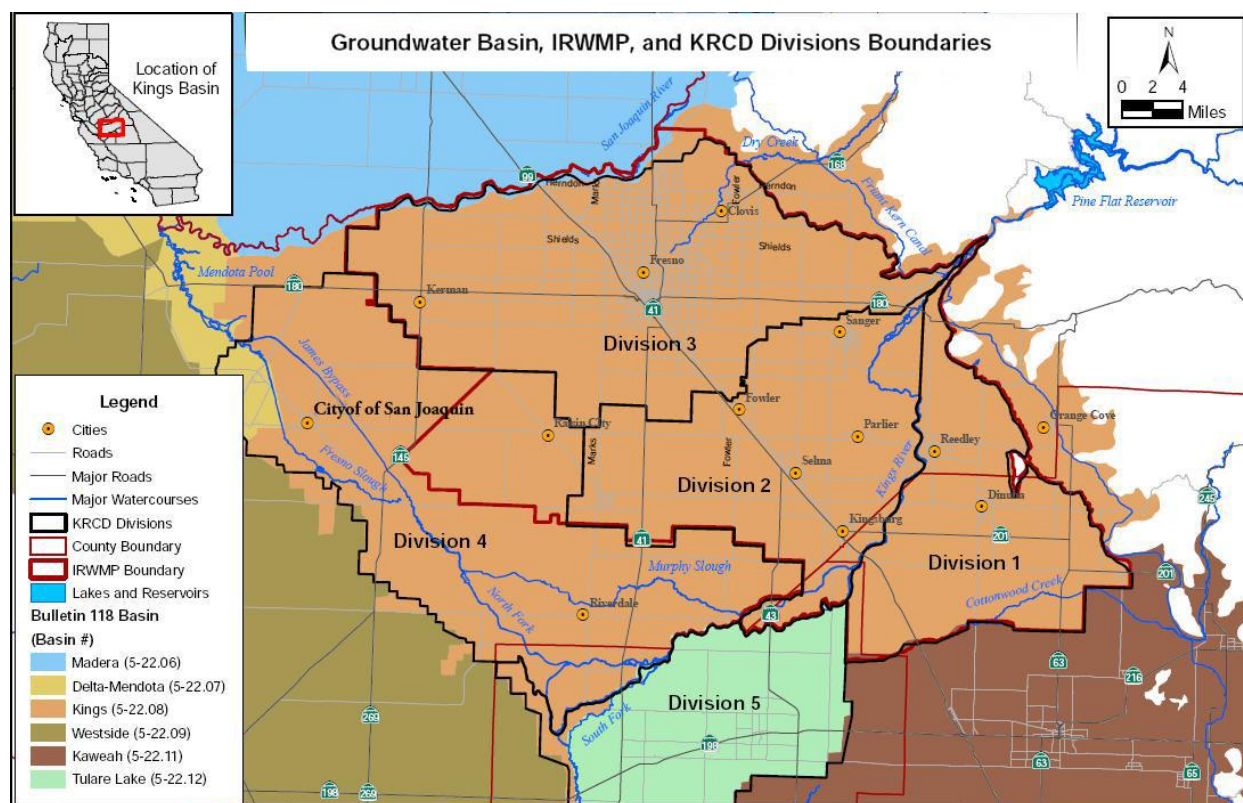 Groundwater Basin, IRWMP, and KRCD Divisions Boundaries
Location of
Kings Basin
N
0 2 4
Miles
San Joaquin River
Dry Creek
168
99
Herndon
Marks
Fowler
Herndon
Friant Kern Canal
Pine Flat Reservoir
Clovis
Shields
Shields
Mendota Pool
Fresno
180
Kerman
180
41
Sanger
Division 3
James Bypass
Legend
Cities
Roads
Major Roads
Major Watercourses
KRCD Divisions
County Boundary
IRWMP Boundary
Lakes and Reservoirs
Bulletin 118 Basin
(Basin #)
Madera (5-22.06)
Delta-Mendota (5-22.07)
Kings (5-22.08)
Westside (5-22.09)
Kaweah (5-22.11)
Tulare Lake (5-22.12)
Cityof of San Joaquin
Fowler
Raisin City
Marks
Fowler
Parlier
Reedley
Orange Cove
145
Fresno Slough
Selma
Kings River
Division 2
Dinuba
245
Kingsburg
201
Division 4
41
Division 1
Murphy Slough
201
Cottonwood Creek
North Fork
Riverdale
43
63
216
Division 5
South Fork
269
198
63
65
198
269